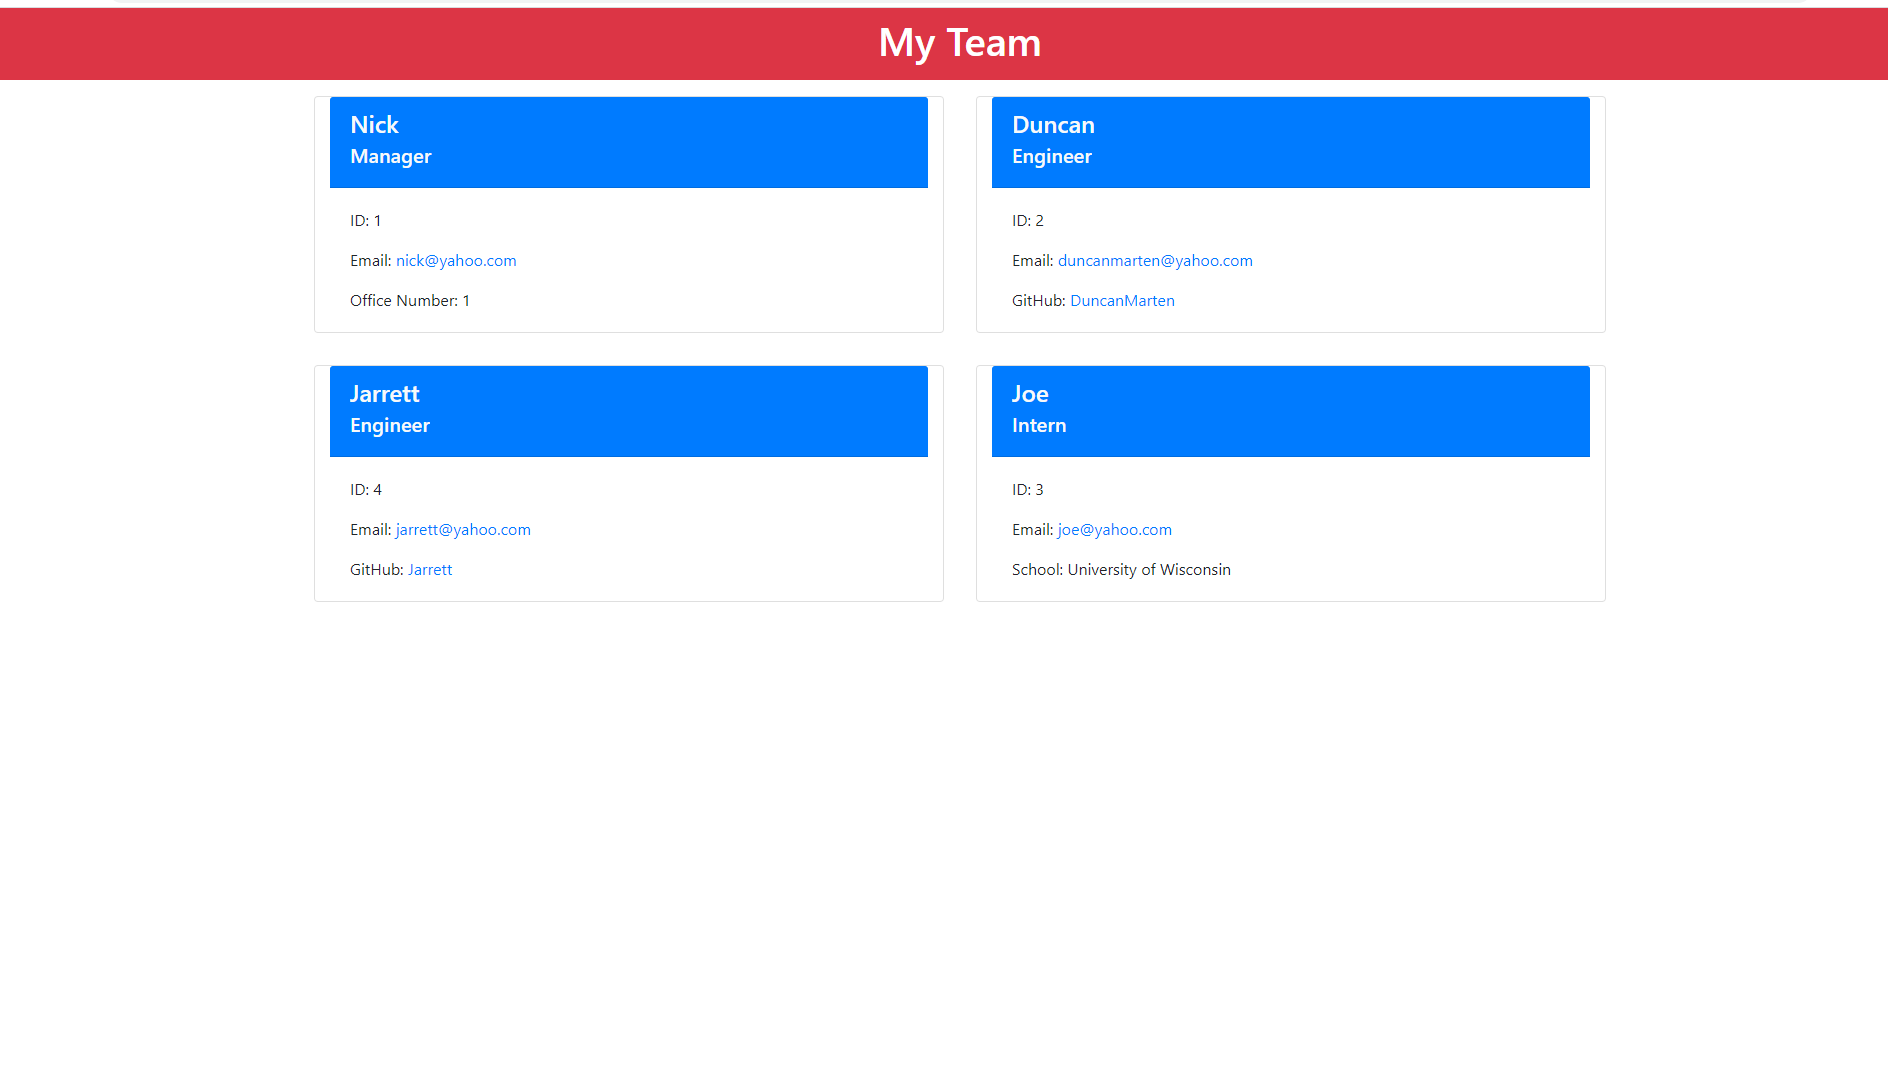 My Team
Nick
Manager
ID: 1
Email: nick@yahoo.com
Office Number: 1
Duncan
Engineer
ID: 2
Email: duncanmarten@yahoo.com
GitHub: DuncanMarten
Jarrett
Engineer
ID: 4
Email: jarrett@yahoo.com
GitHub: Jarrett
Joe
Intern
ID: 3
Email: joe@yahoo.com
School: University of Wisconsin